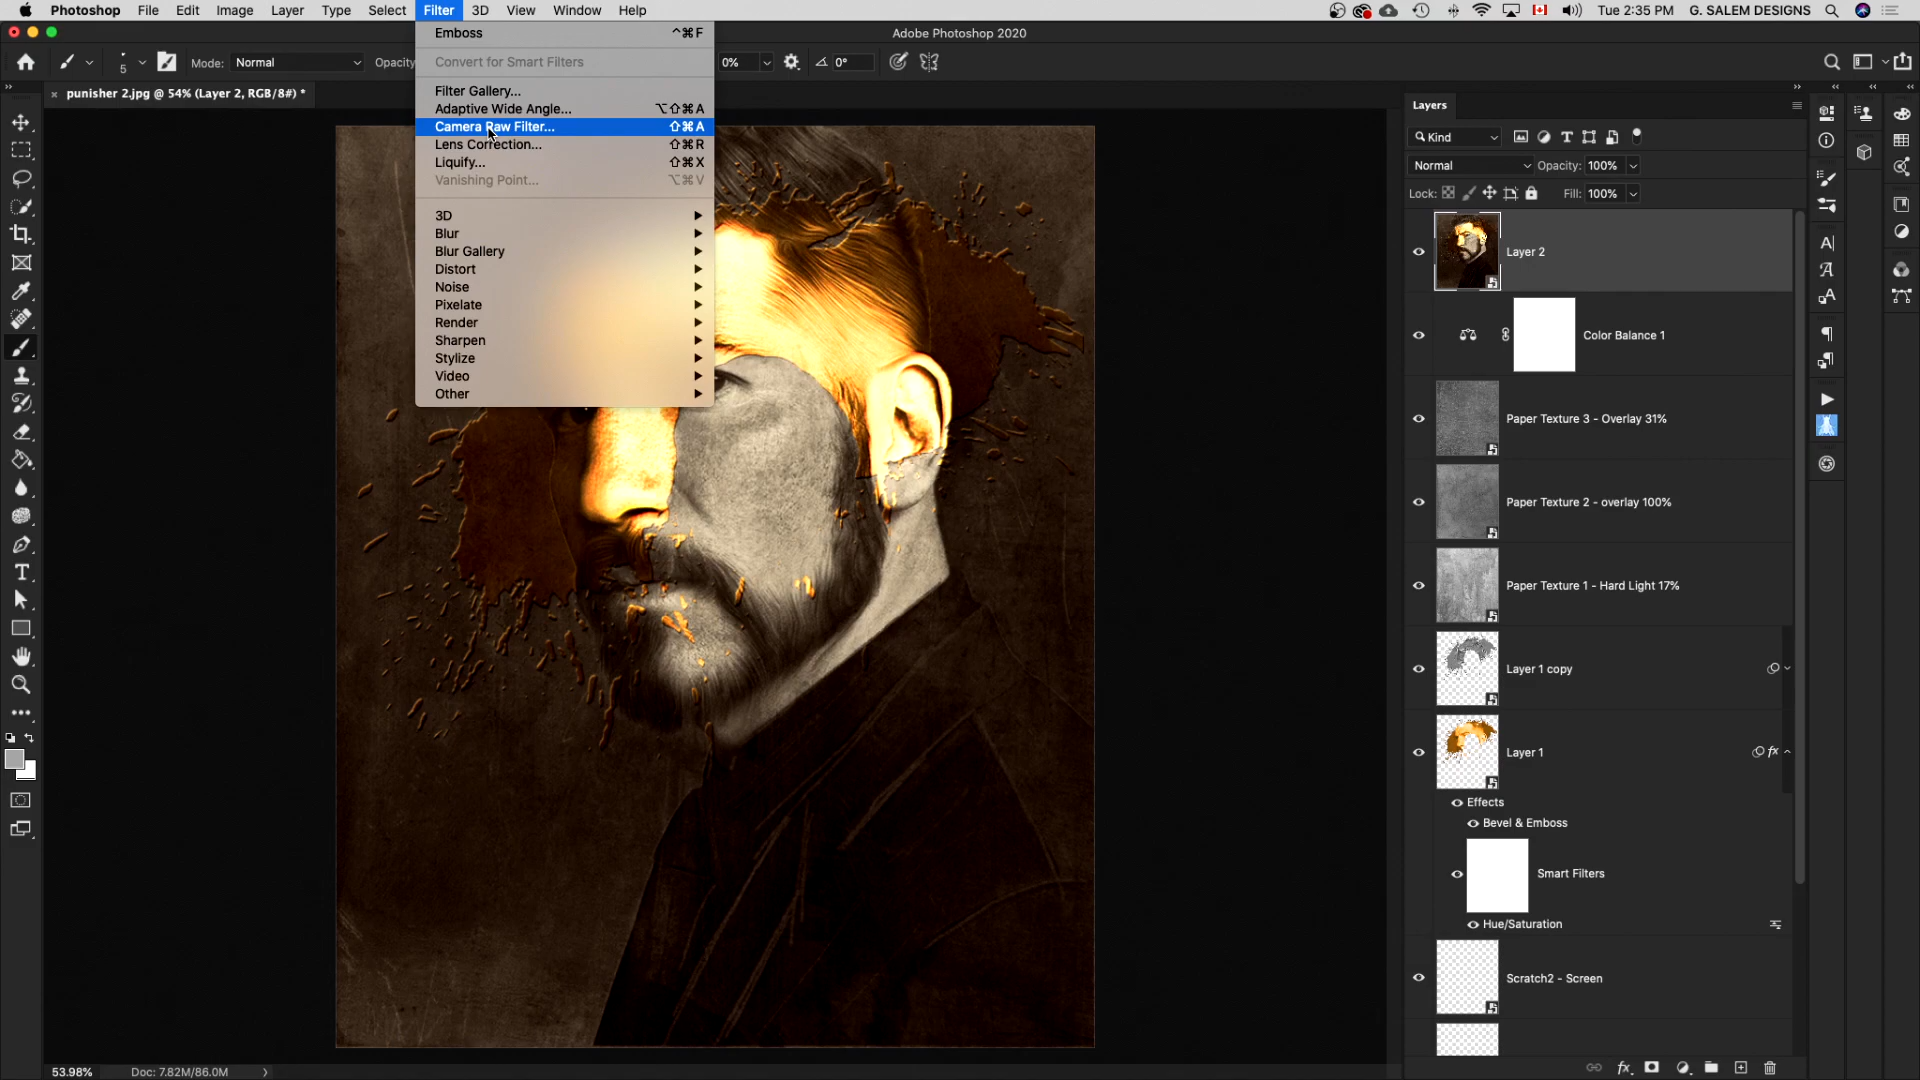 Photoshop File Edit Image Layer Type Select Filter 3D View Window Help Tue 2:35 PM G. SALEM DESIGNS
Adobe Photoshop 2020
5 Mode: Normal Opacity 0% 0°
punisher 2.jpg @ 54% (Layer 2, RGB/8#) *
Emboss ^⌘F
Convert for Smart Filters
Filter Gallery...
Adaptive Wide Angle... ⌥⇧⌘A
Camera Raw Filter... ⇧⌘A
Lens Correction... ⇧⌘R
Liquify... ⇧⌘X
Vanishing Point... ⌥⌘V
3D
Blur
Blur Gallery
Distort
Noise
Pixelate
Render
Sharpen
Stylize
Video
Other
Layers
Kind
Normal Opacity: 100%
Lock: Fill: 100%
Layer 2
Color Balance 1
Paper Texture 3 - Overlay 31%
Paper Texture 2 - overlay 100%
Paper Texture 1 - Hard Light 17%
Layer 1 copy
Layer 1 fx
Effects
Bevel & Emboss
Smart Filters
Hue/Saturation
Scratch2 - Screen
fx
53.98% Doc: 7.82M/86.0M